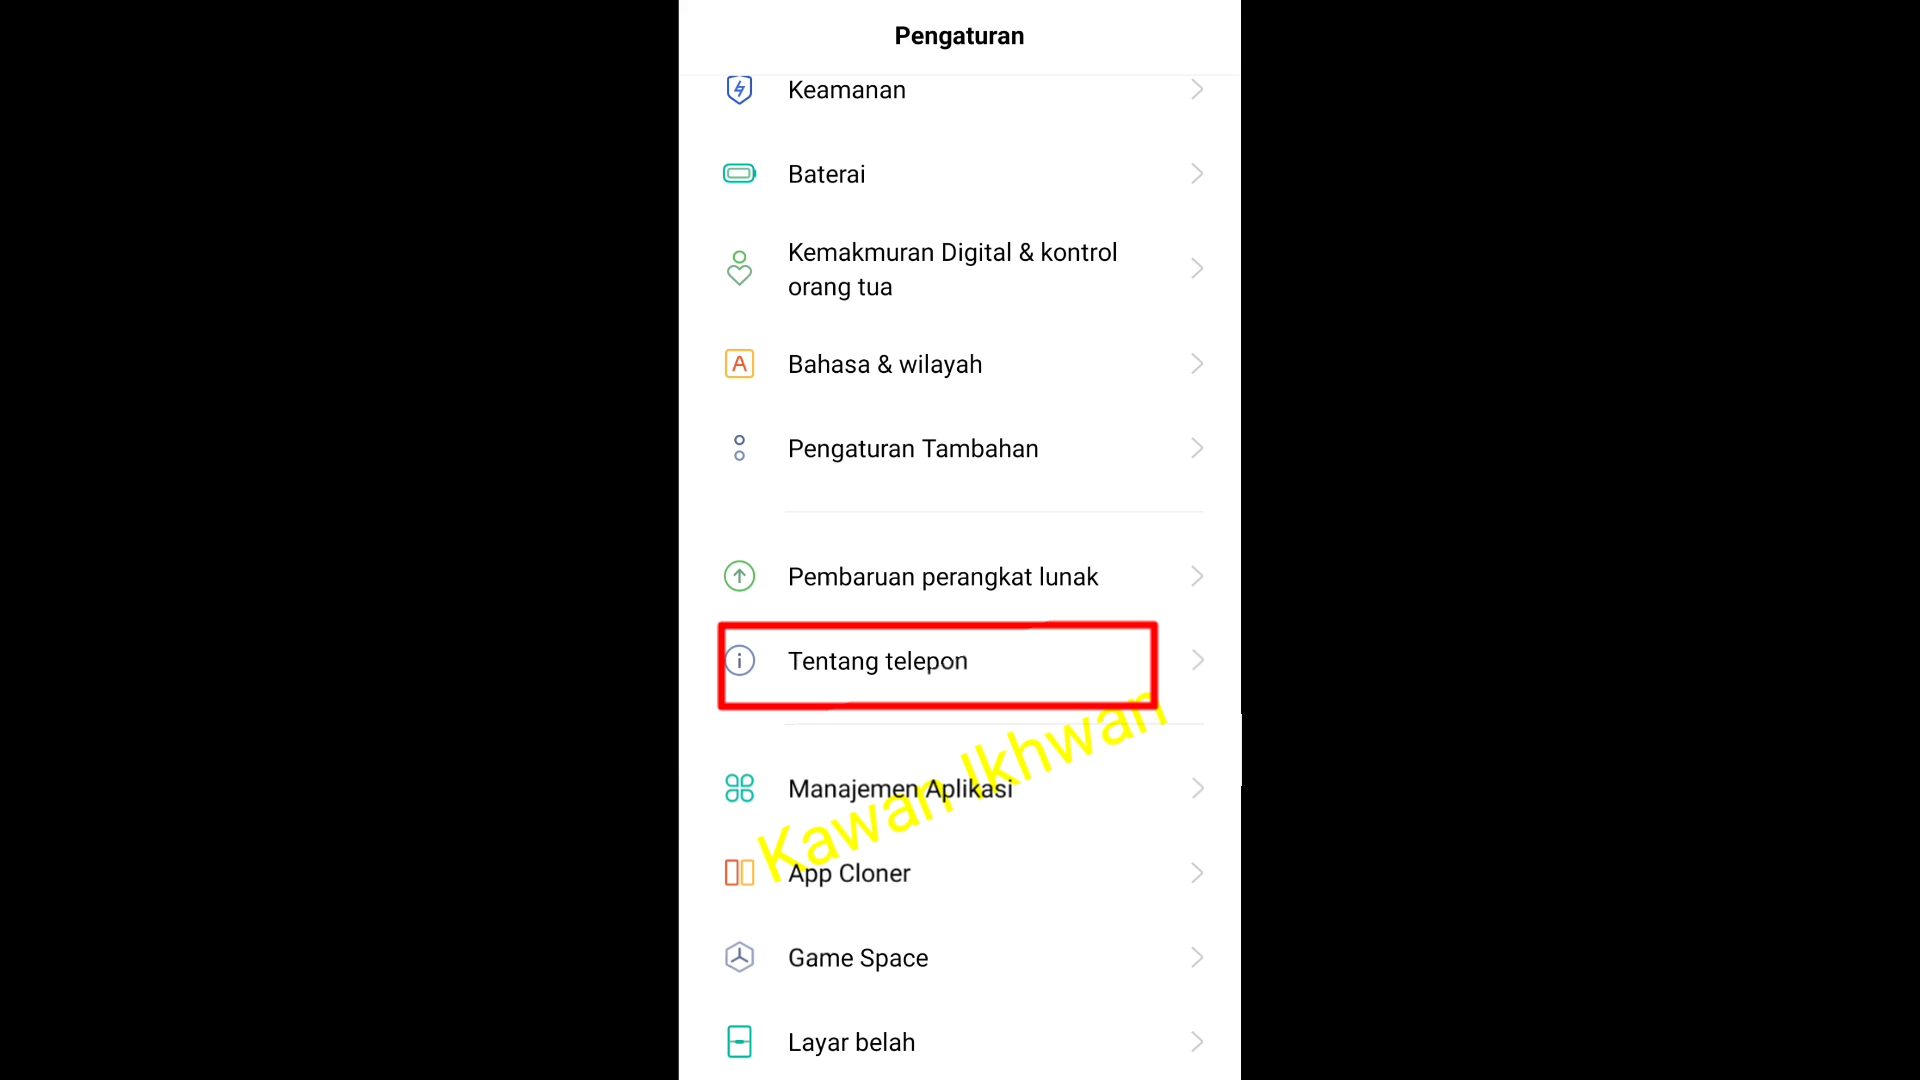 Pengaturan
Keamanan
Baterai
Kemakmuran Digital & kontrol
orang tua
A
Bahasa & wilayah
Pengaturan Tambahan
Pembaruan perangkat lunak
Tentang telepon
Kawan Ikhwan
Manajemen Aplikasi
App Cloner
Game Space
Layar belah